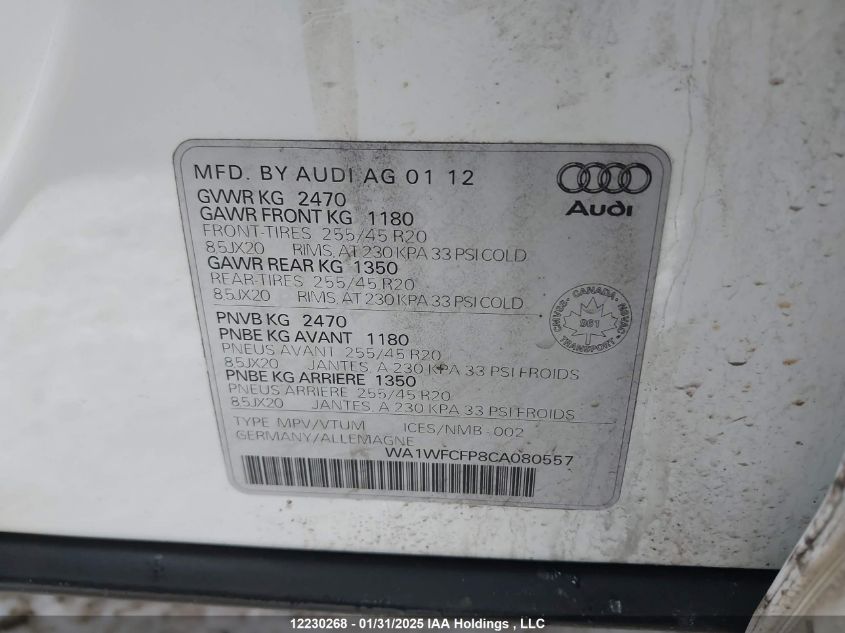 MFD. BY AUDI AG 01 12
Audi
GVWR KG 2470
GAWR FRONT KG 1180
FRONT-TIRES 255/45 R20
85JX20 RIMS, AT 230 KPA 33 PSI COLD
GAWR REAR KG 1350
REAR-TIRES 255/45 R20
85JX20 RIMS, AT 230 KPA 33 PSI COLD
CANADA
CMVSS NSVAC
961
TRANSPORT
PNVB KG 2470
PNBE KG AVANT 1180
PNEUS AVANT 255/45 R20
85JX20 JANTES, A 230 KPA 33 PSI FROIDS
PNBE KG ARRIERE 1350
PNEUS ARRIERE 255/45 R20
85JX20 JANTES, A 230 KPA 33 PSI FROIDS
TYPE MPV/VTUM ICES/NMB-002
GERMANY/ALLEMAGNE
WA1WFCFP8CA080557
12230268 - 01/31/2025 IAA Holdings , LLC